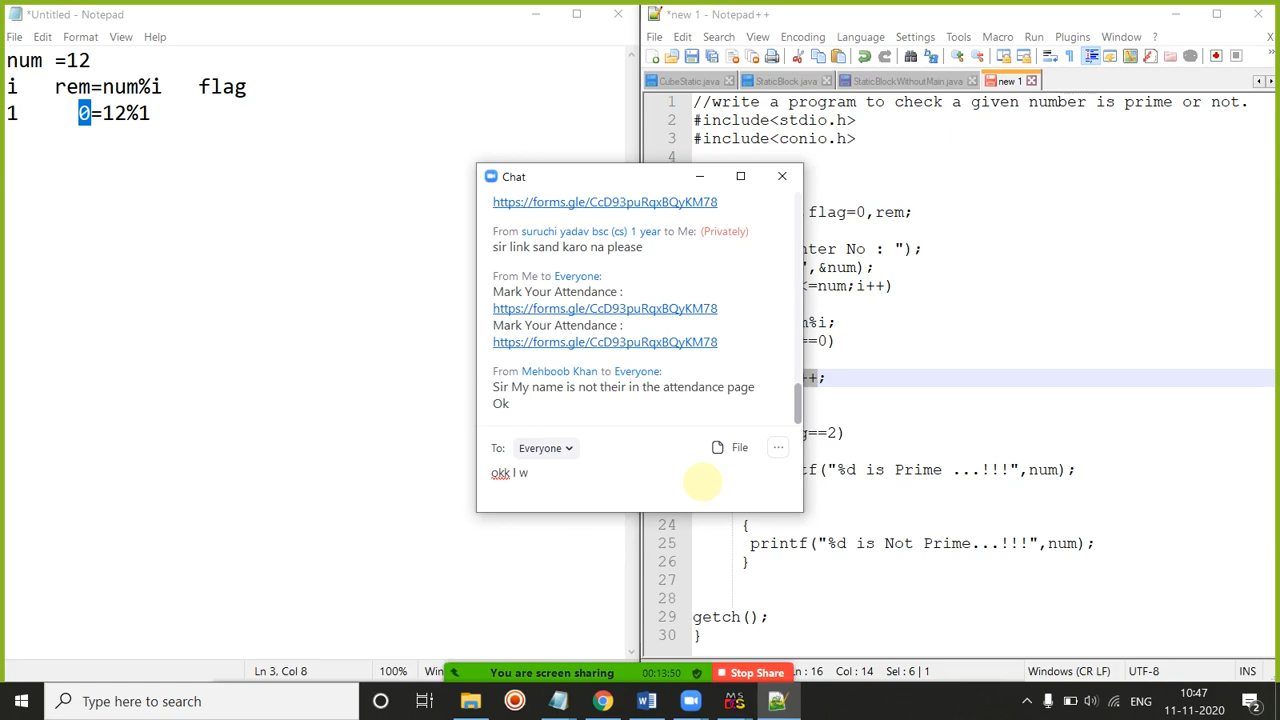 *Untitled - Notepad
File Edit Format View Help
num =12
i rem=num%i flag
1 0=12%1
Ln 3, Col 8 100% Win
*new 1 - Notepad++
File Edit Search View Encoding Language Settings Tools Macro Run Plugins Window ? X
CubeStatic.java StaticBlock.java StaticBlockWithoutMain.java new 1
1 //write a program to check a given number is prime or not.
2 #include<stdio.h>
3 #include<conio.h>
4
flag=0,rem;
nter No : ");
",&num);
<=num;i++)
m%i;
==0)
++;
g==2)
tf("%d is Prime ...!!!",num);
24 {
25 printf("%d is Not Prime...!!!",num);
26 }
27
28
29 getch();
30 }
Ln : 16 Col : 14 Sel : 6 | 1 Windows (CR LF) UTF-8 INS
Chat
https://forms.gle/CcD93puRqxBQyKM78
From suruchi yadav bsc (cs) 1 year to Me: (Privately)
sir link sand karo na please
From Me to Everyone:
Mark Your Attendance :
https://forms.gle/CcD93puRqxBQyKM78
Mark Your Attendance :
https://forms.gle/CcD93puRqxBQyKM78
From Mehboob Khan to Everyone:
Sir My name is not their in the attendance page
Ok
To: Everyone File ...
okk I w
You are screen sharing 00:13:50 Stop Share
Type here to search
ENG
10:47
11-11-2020
2